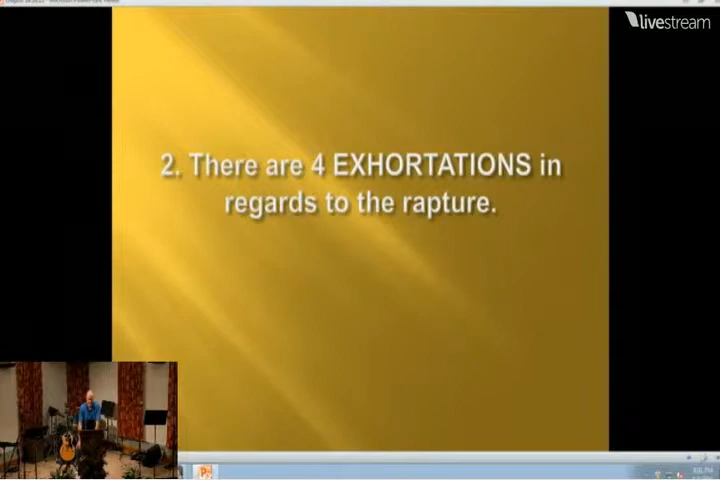 livestream
2. There are 4 EXHORTATIONS in
regards to the rapture.